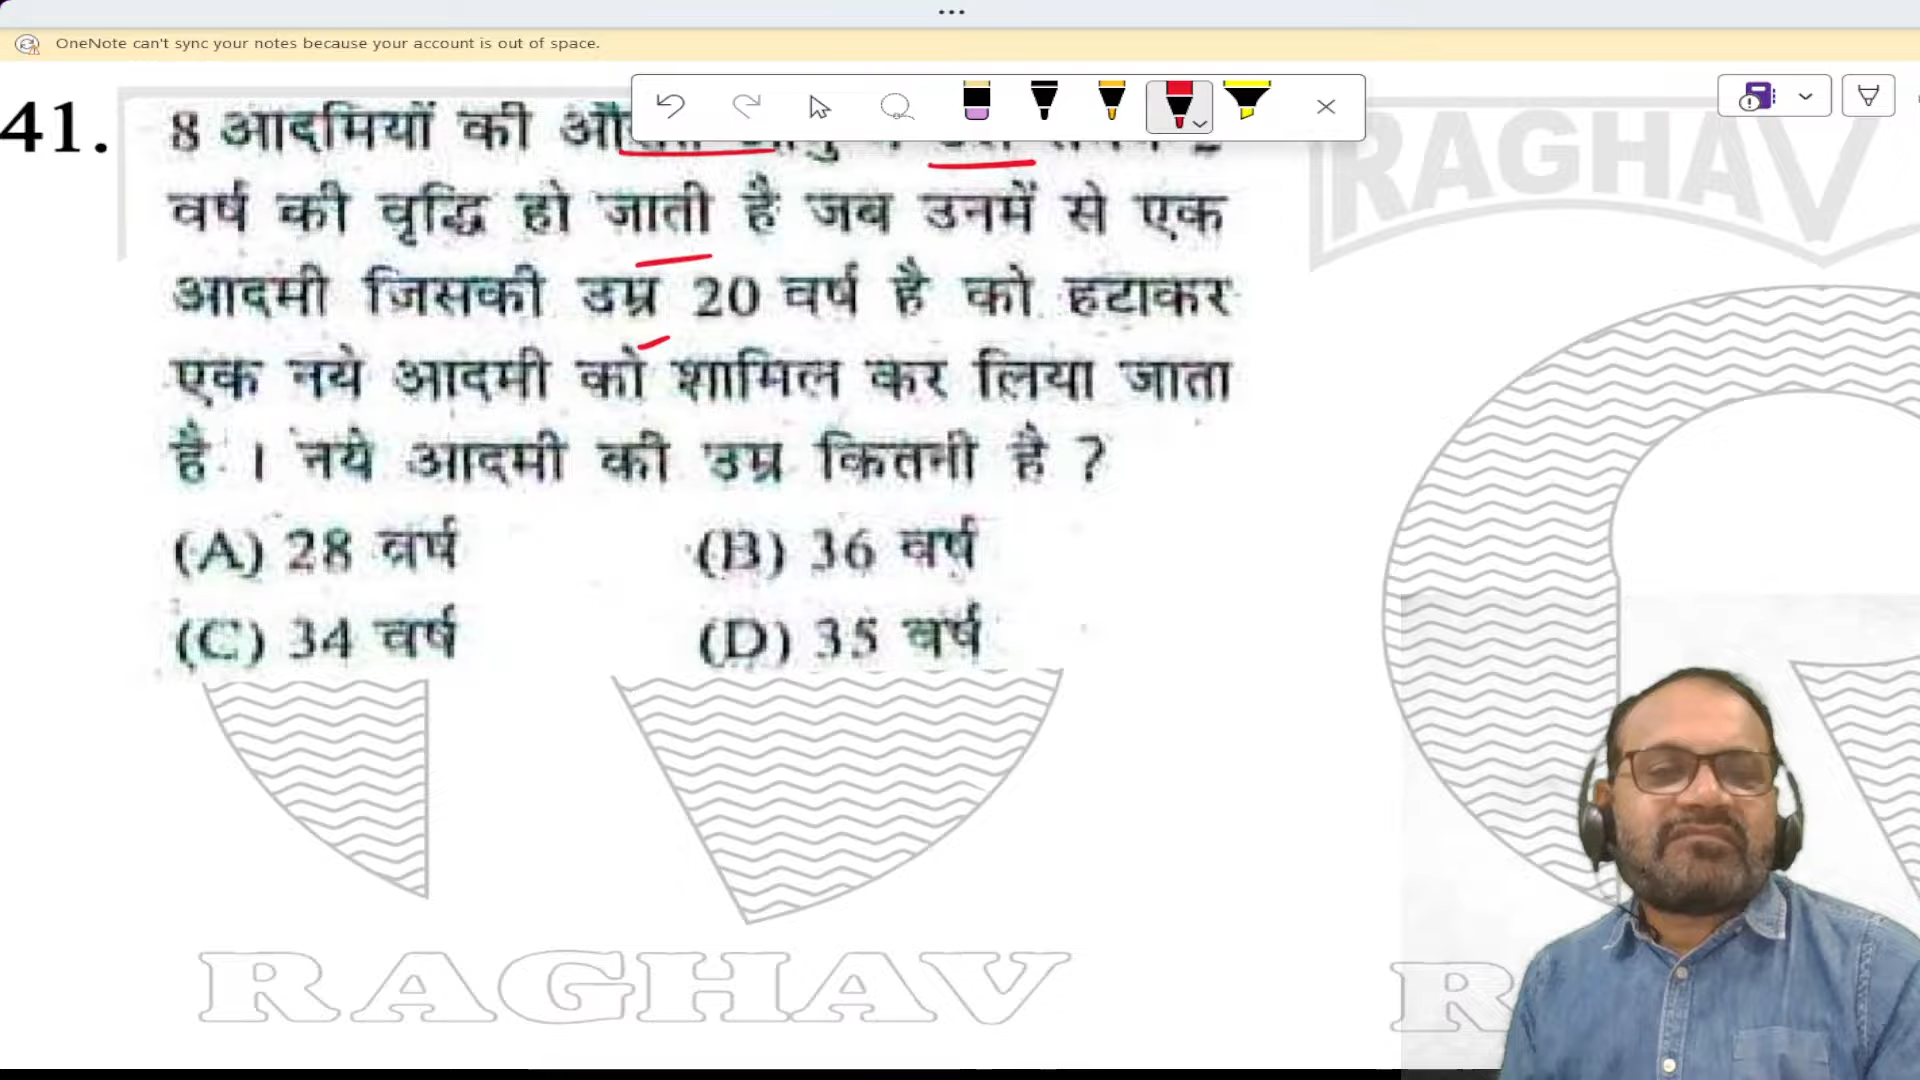 OneNote can't sync your notes because your account is out of space.
41.
8 आदमियों की
वर्ष की वृद्धि हो जाती है जब उनमें से एक
आदमी जिसकी उम्र 20 वर्ष है को हटाकर
एक नये आदमी को शामिल कर लिया जाता
है । नये आदमी की उम्र कितनी है ?
(A) 28 वर्ष (B) 36 वर्ष
(C) 34 वर्ष (D) 35 वर्ष
RAGHAV
RAGHAV
R